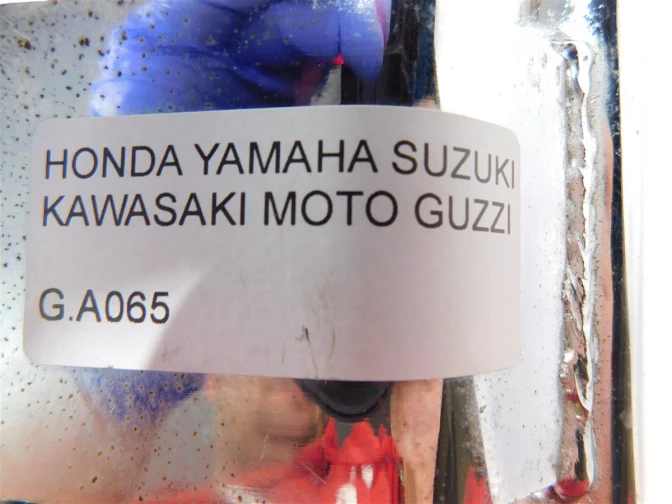 HONDA YAMAHA SUZUKI
KAWASAKI MOTO GUZZI
G.A065